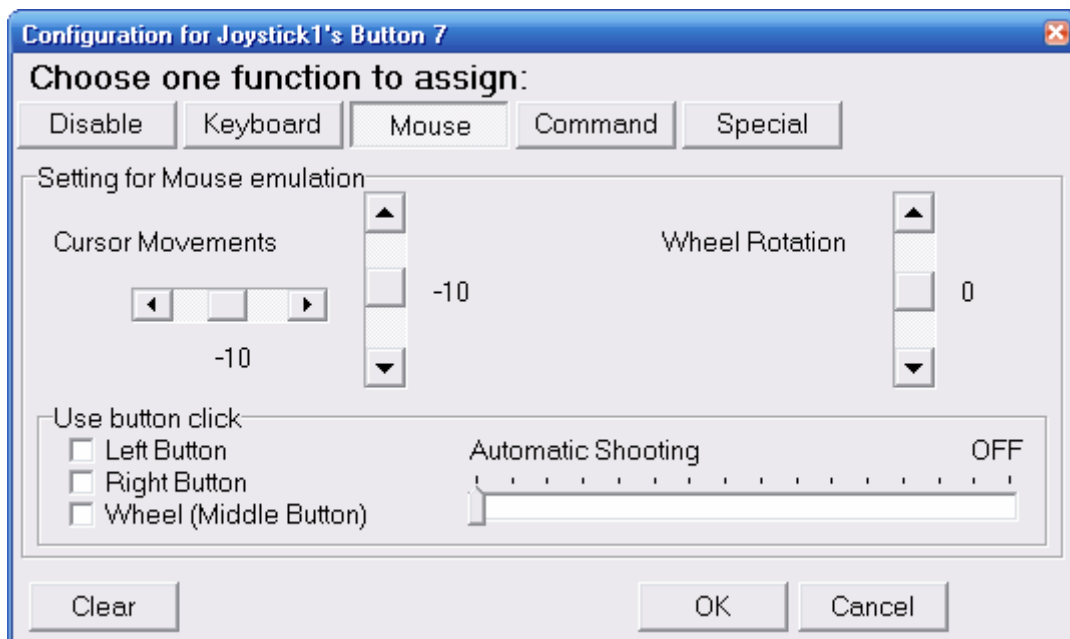 Configuration for Joystick1's Button 7
Choose one function to assign:
Disable Keyboard Mouse Command Special
Setting for Mouse emulation
Cursor Movements
Wheel Rotation
-10
0
-10
Use button click
Left Button
Automatic Shooting OFF
Right Button
Wheel (Middle Button)
Clear OK Cancel